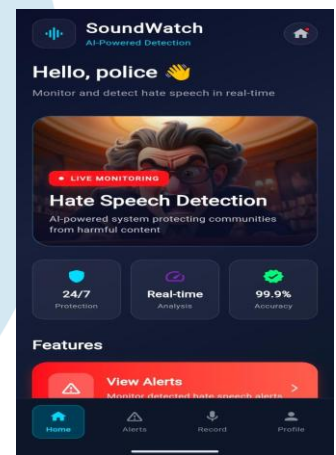 SoundWatch
AI-Powered Detection
Hello, police 👋
Monitor and detect hate speech in real-time
• LIVE MONITORING
Hate Speech Detection
AI-powered system protecting communities
from harmful content
24/7
Protection
Real-time
Analysis
99.9%
Accuracy
Features
View Alerts
Monitor detected hate speech alerts
Home
Alerts
Record
Profile